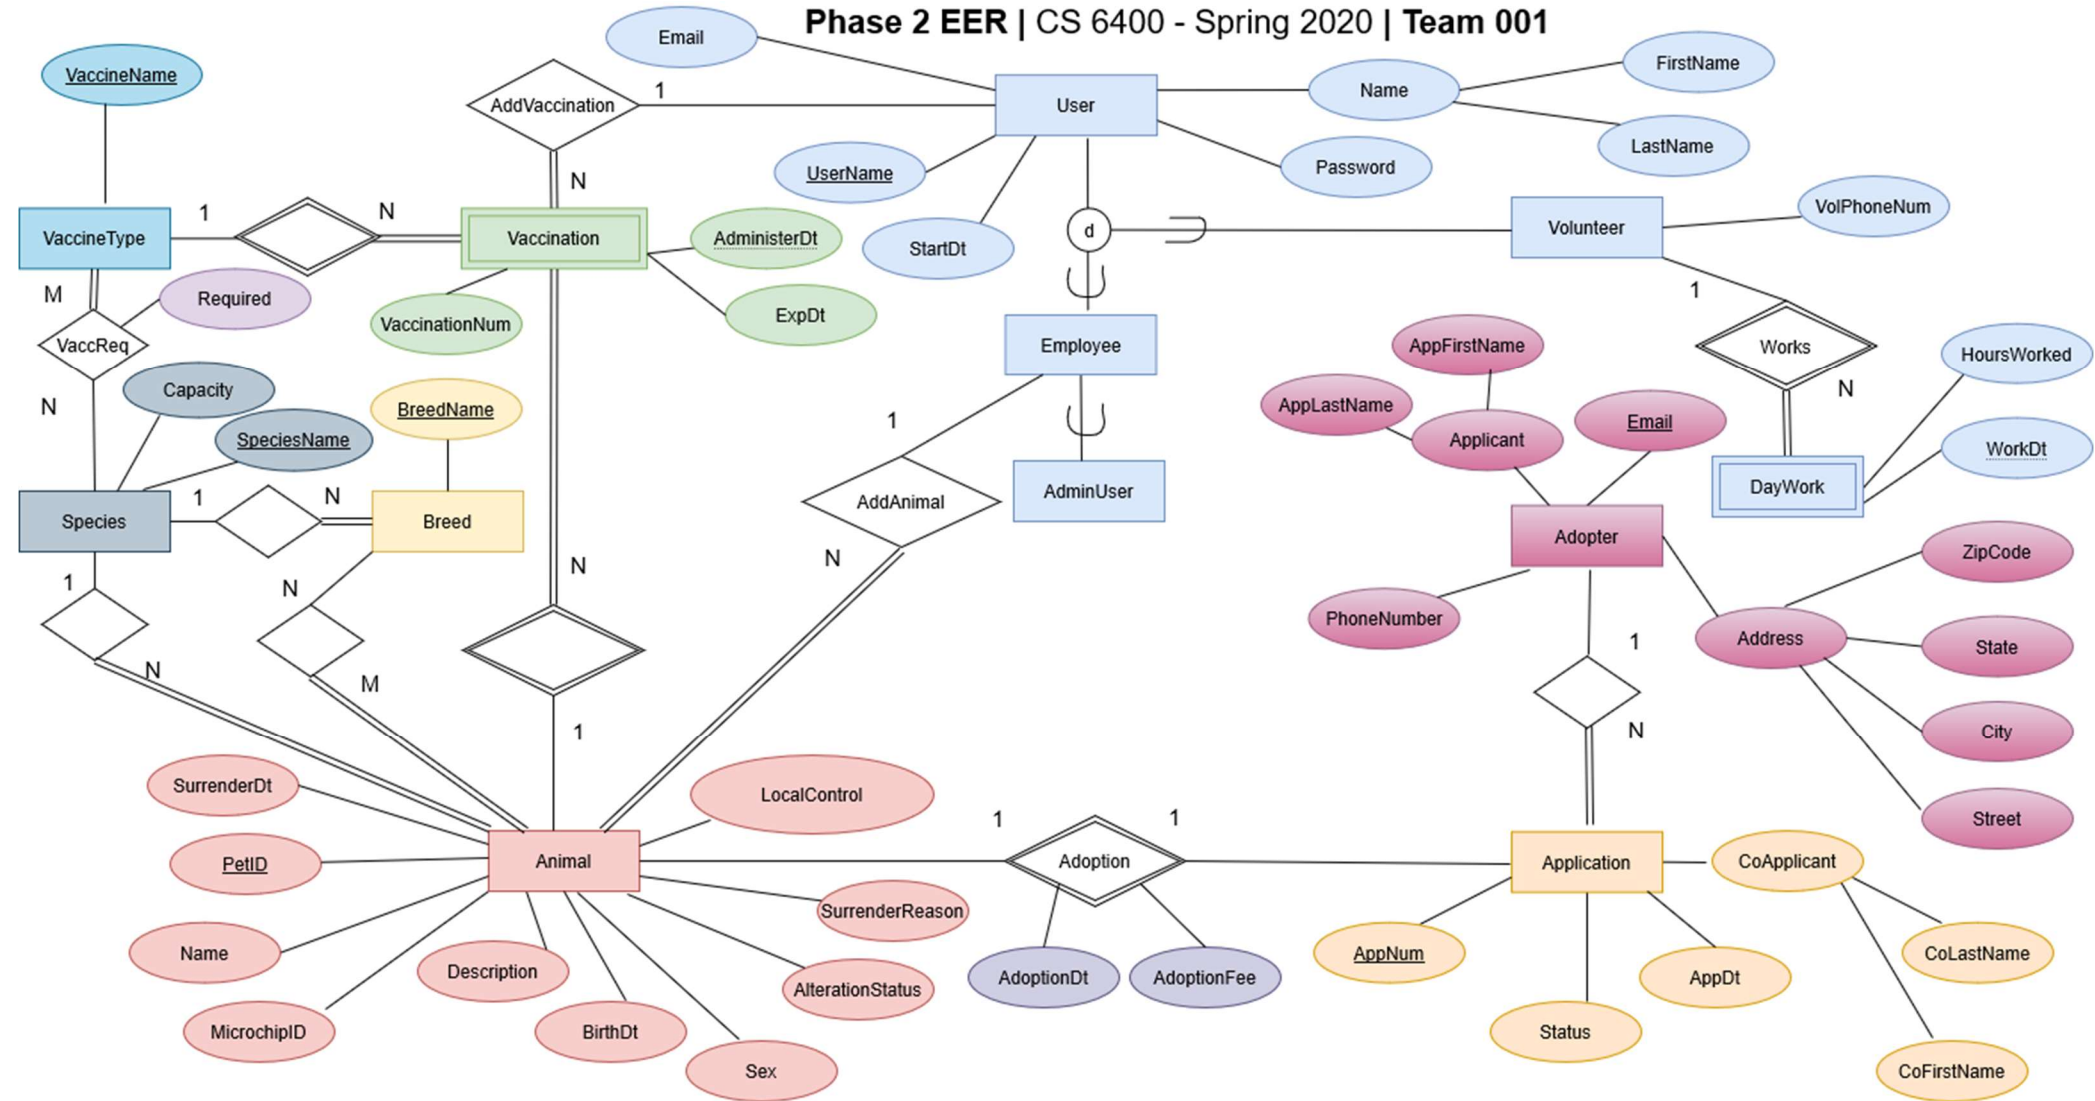 Phase 2 EER | CS 6400 - Spring 2020 | Team 001
Email
FirstName
VaccineName
AddVaccination
1
User
Name
LastName
UserName
Password
N
StartDt
VolPhoneNum
VaccineType
1
N
Vaccination
AdministerDt
d
Volunteer
M
Required
VaccinationNum
ExpDt
1
VaccReq
Employee
AppFirstName
Works
HoursWorked
N
Capacity
BreedName
1
AppLastName
Applicant
Email
N
WorkDt
SpeciesName
Species
1
N
Breed
AddAnimal
AdminUser
DayWork
Adopter
ZipCode
1
N
N
N
PhoneNumber
1
Address
State
N
M
1
N
City
SurrenderDt
LocalControl
1
1
Street
PetID
Animal
Adoption
Application
CoApplicant
SurrenderReason
Name
Description
AlterationStatus
AdoptionDt
AdoptionFee
AppNum
AppDt
CoLastName
MicrochipID
BirthDt
Sex
Status
CoFirstName